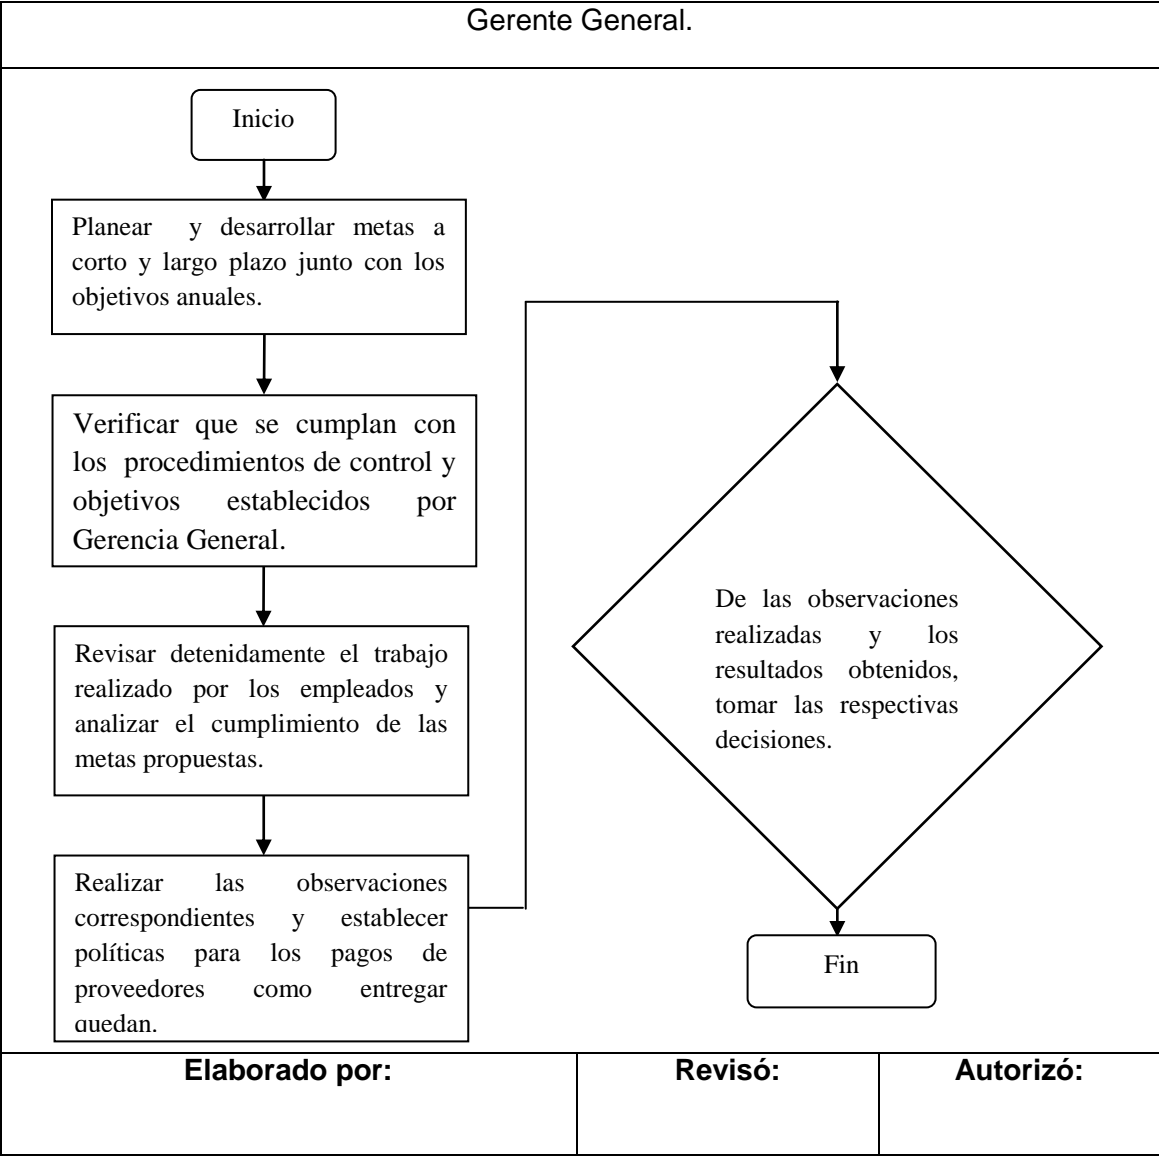 Gerente General.
Inicio
Planear y desarrollar metas a
corto y largo plazo junto con los
objetivos anuales.
Verificar que se cumplan con
los procedimientos de control y
objetivos establecidos por
Gerencia General.
Revisar detenidamente el trabajo
realizado por los empleados y
analizar el cumplimiento de las
metas propuestas.
Realizar las observaciones
correspondientes y establecer
políticas para los pagos de
proveedores como entregar
quedan.
De las observaciones
realizadas y los
resultados obtenidos,
tomar las respectivas
decisiones.
Fin
Elaborado por:
Revisó:
Autorizó: